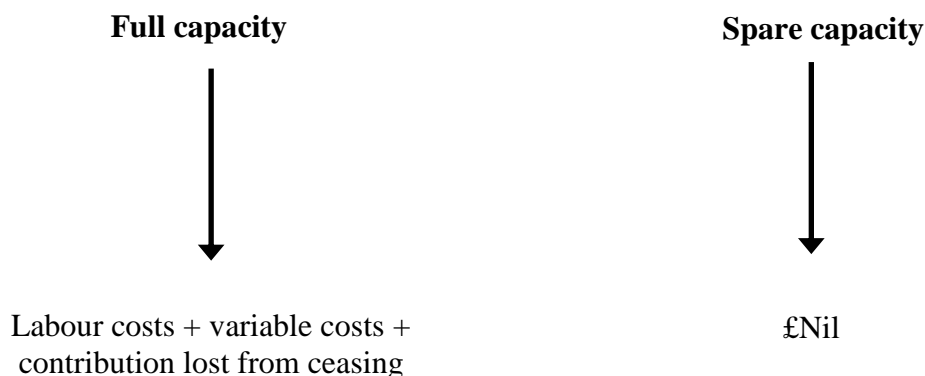 Full capacity
Spare capacity
Labour costs + variable costs +
contribution lost from ceasing
£Nil